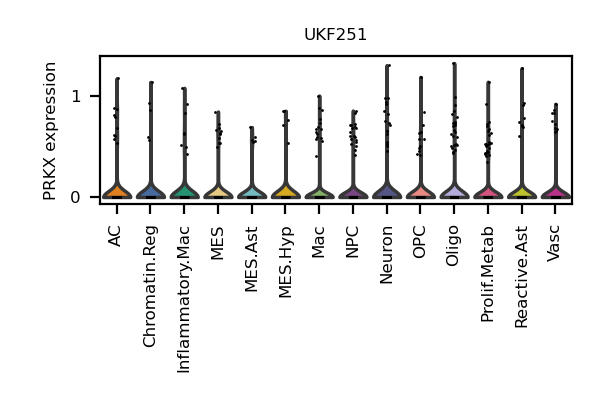 UKF251
PRKX expression
1
0
AC
Chromatin.Reg
Inflammatory.Mac
MES
MES.Ast
MES.Hyp
Mac
NPC
Neuron
OPC
Oligo
Prolif.Metab
Reactive.Ast
Vasc